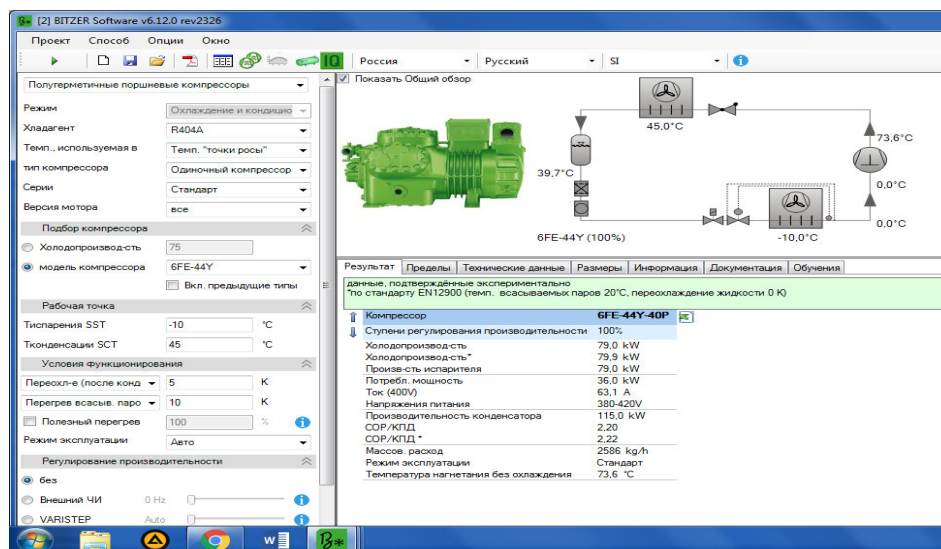 [2] BITZER Software v6.12.0 rev2326
Проект Способ Опции Окно
IQ Россия Русский SI
Полугерметичные поршневые компрессоры
Режим Охлаждение и кондицио
Хладагент R404A
Темп., используемая в Темп. "точки росы"
тип компрессора Одиночный компрессор
Серии Стандарт
Версия мотора все
Подбор компрессора
Холодопроизвод-сть 75
модель компрессора 6FE-44Y
Вкл. предыдущие типы
Рабочая точка
Тиспарения SST -10 °C
Тконденсации SCT 45 °C
Условия Функционирования
Переохл-е (после конд 5 K
Перегрев всасыв. паро 10 K
Полезный перегрев 100 %
Режим эксплуатации Авто
Регулирование производительности
без
Внешний ЧИ 0 Hz
VARISTEP Auto
Показать Общий обзор
45,0°C
73,6°C
39,7°C
0,0°C
0,0°C
-10,0°C
6FE-44Y (100%)
Результат Пределы Технические данные Размеры Информация Документация Обучения
данные, подтверждённые экспериментально
*по стандарту EN12900 (темп. всасываемых паров 20°C, переохлаждение жидкости 0 K)
Компрессор 6FE-44Y-40P
Ступени регулирования производительности 100%
Холодопроизвод-сть 79,0 kW
Холодопроизвод-сть* 79,9 kW
Произв-сть испарителя 79,0 kW
Потребл. мощность 36,0 kW
Ток (400V) 63,1 A
Напряжения питания 380-420V
Производительность конденсатора 115,0 kW
COP/КПД 2,20
COP/КПД * 2,22
Массов. расход 2586 kg/h
Режим эксплуатации Стандарт
Температура нагнетания без охлаждения 73,6 °C